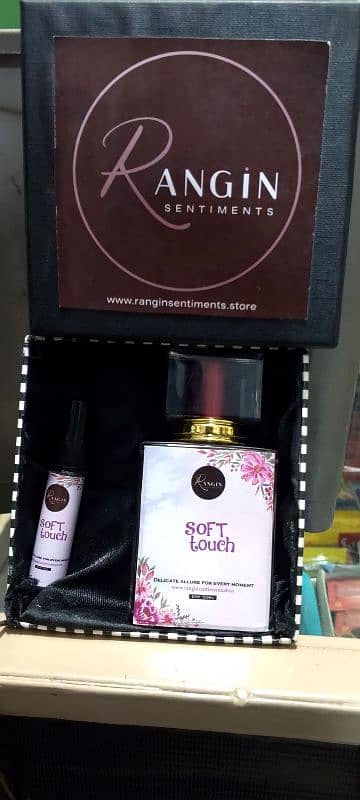 RANGiN
SENTIMENTS
www.ranginsentiments.store
RANGIN
SOFT
touch
RANGIN
SOFT
touch
DELICATE ALLURE FOR EVERY MOMENT